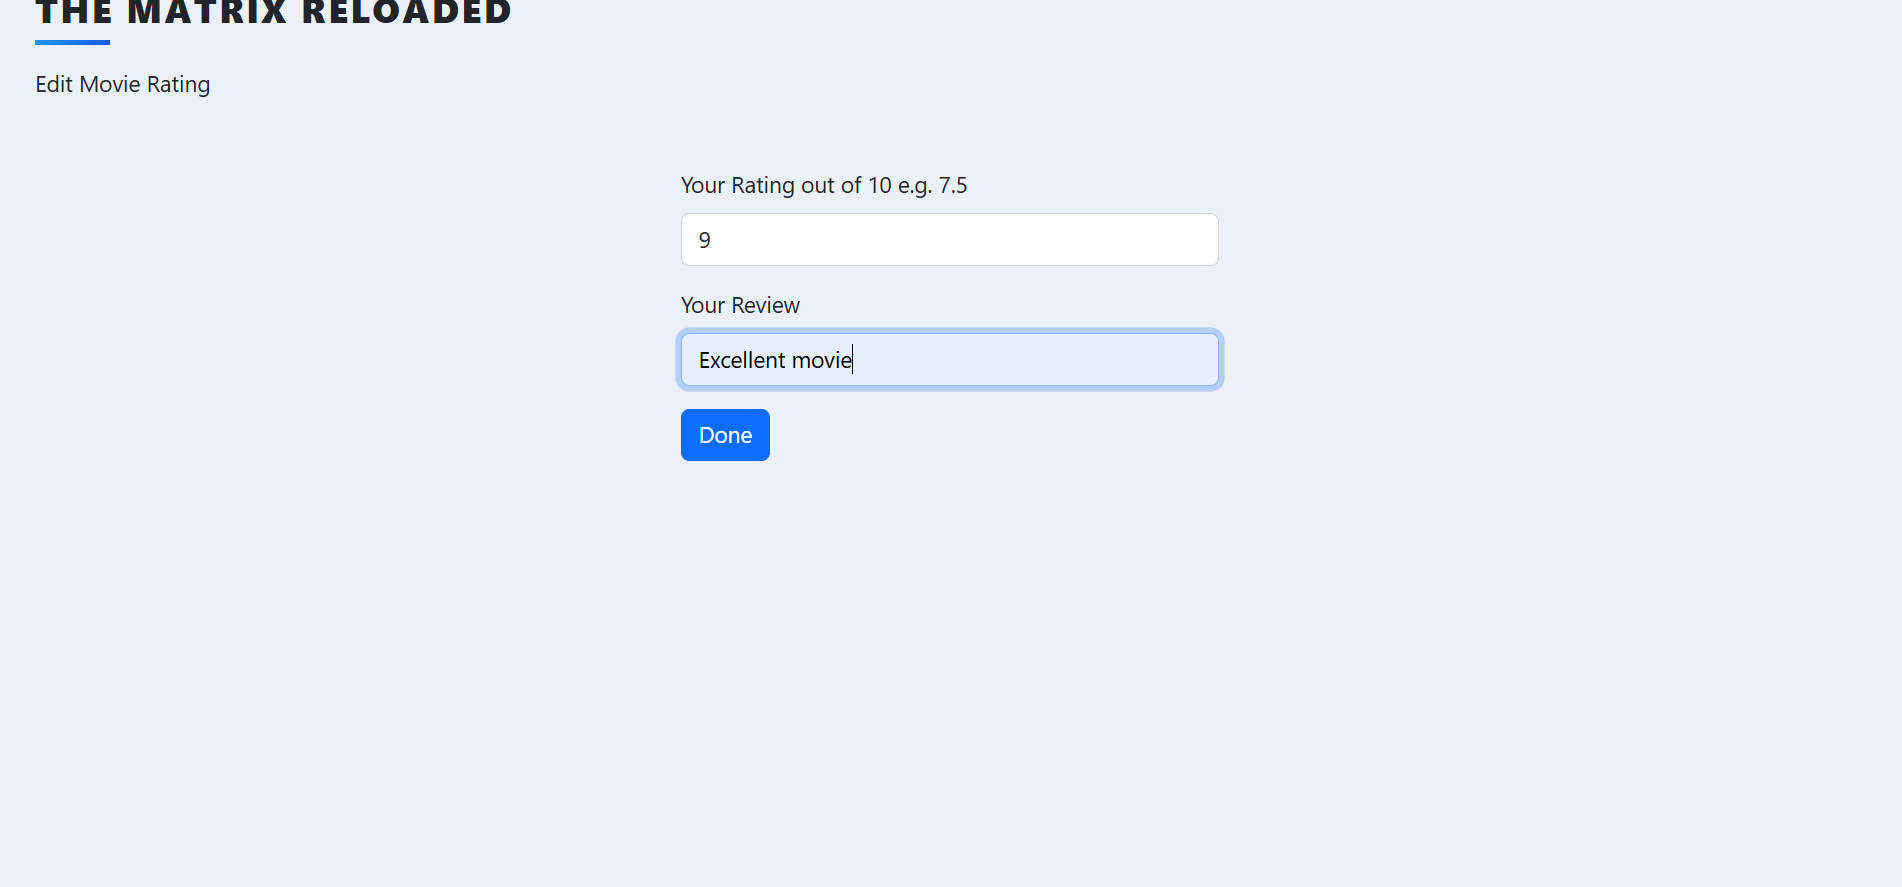 THE MATRIX RELOADED
Edit Movie Rating
Your Rating out of 10 e.g. 7.5
9
Your Review
Excellent movie
Done